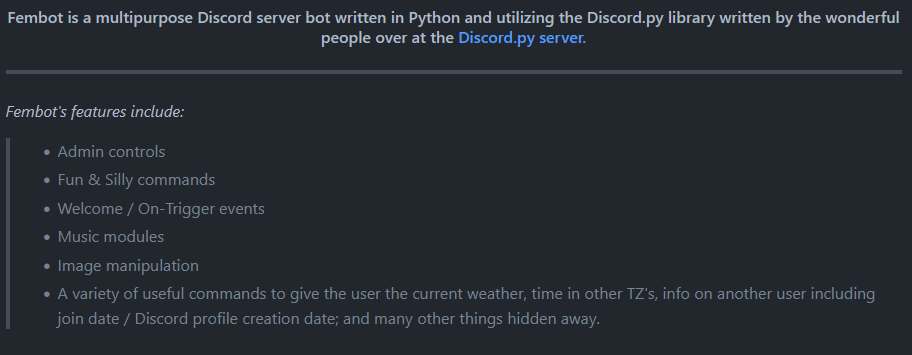 Fembot is a multipurpose Discord server bot written in Python and utilizing the Discord.py library written by the wonderful
people over at the Discord.py server.
Fembot's features include:
• Admin controls
• Fun & Silly commands
• Welcome / On-Trigger events
• Music modules
• Image manipulation
• A variety of useful commands to give the user the current weather, time in other TZ's, info on another user including
join date / Discord profile creation date; and many other things hidden away.